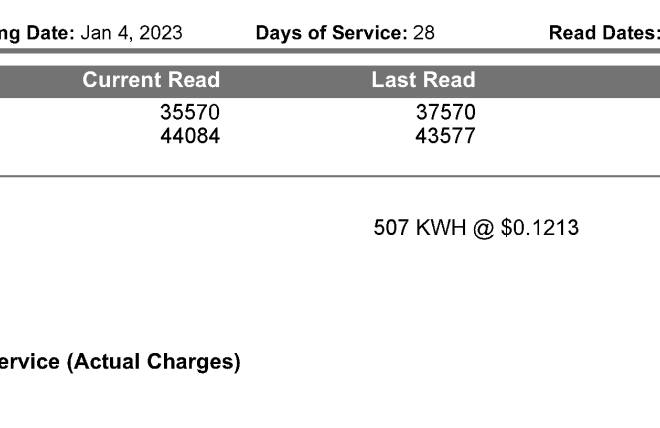 ng Date: Jan 4, 2023 Days of Service: 28 Read Dates:
Current Read Last Read
35570 37570
44084 43577
507 KWH @ $0.1213
ervice (Actual Charges)